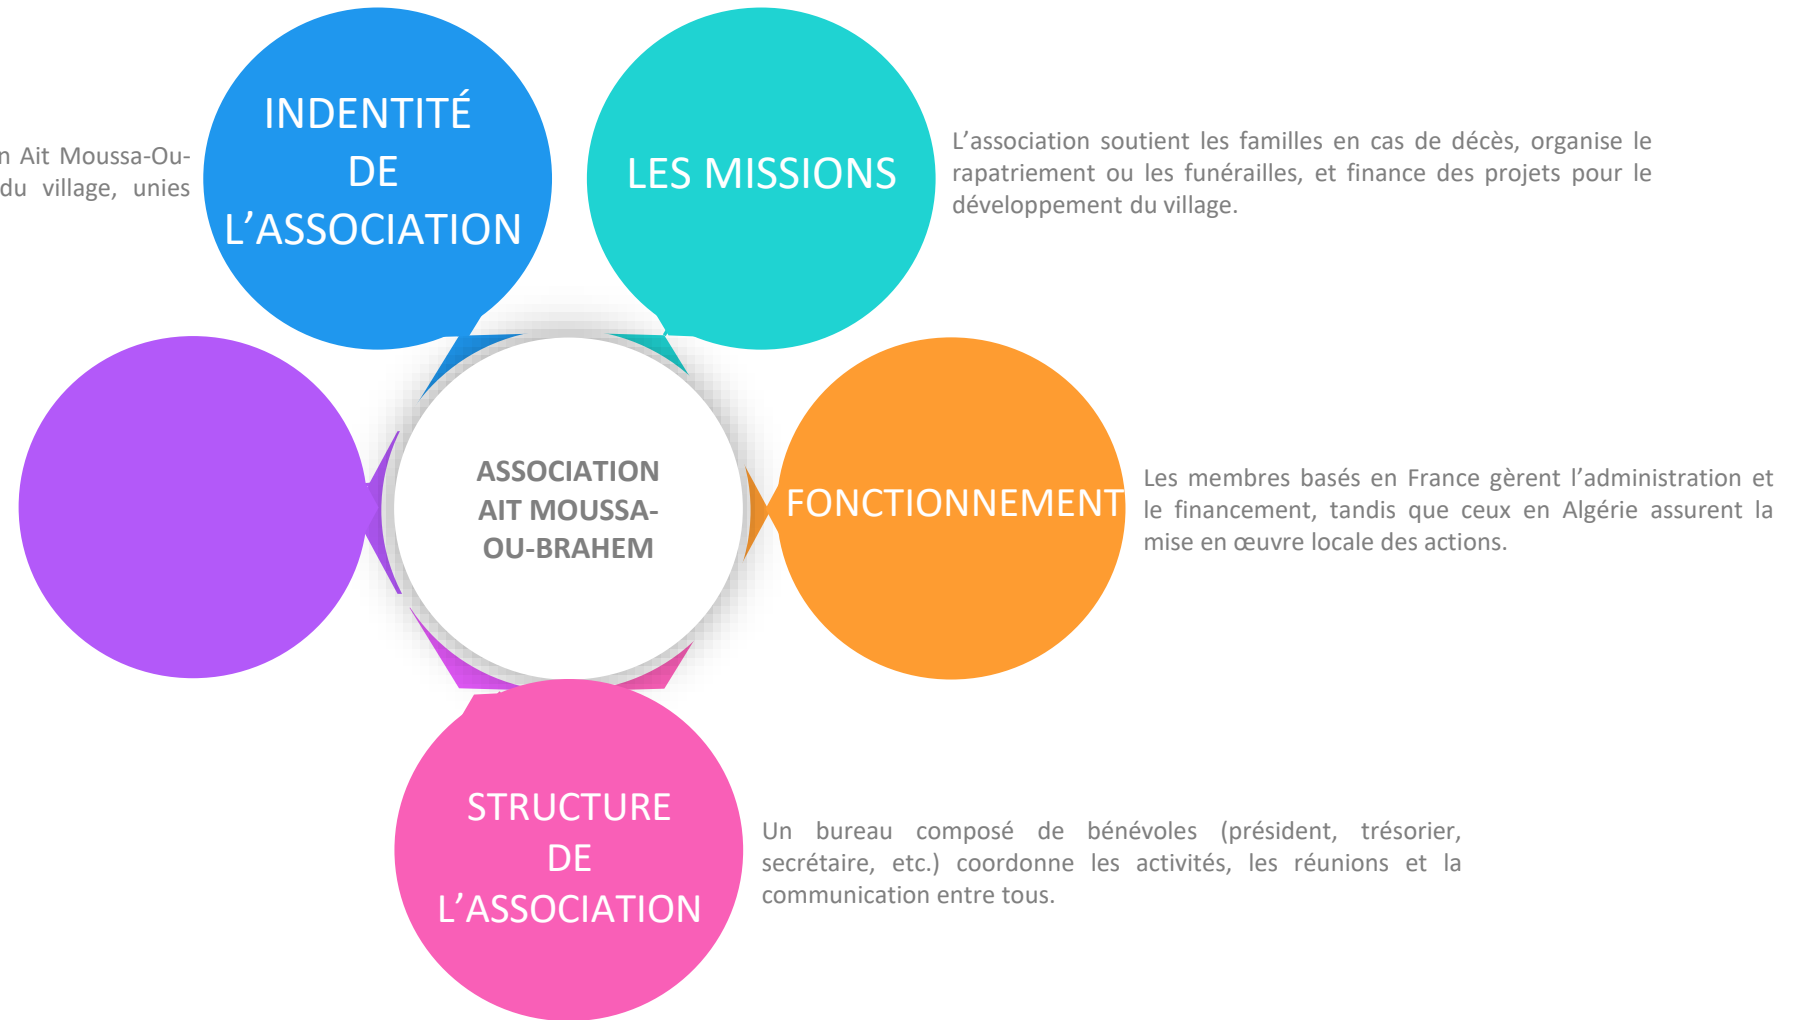 INDENTITÉ
DE
L’ASSOCIATION
Ait Moussa-Ou-
du village, unies
LES MISSIONS
L’association soutient les familles en cas de décès, organise le
rapatriement ou les funérailles, et finance des projets pour le
développement du village.
ASSOCIATION
AIT MOUSSA-
OU-BRAHEM
FONCTIONNEMENT
Les membres basés en France gèrent l’administration et
le financement, tandis que ceux en Algérie assurent la
mise en œuvre locale des actions.
STRUCTURE
DE
L’ASSOCIATION
Un bureau composé de bénévoles (président, trésorier,
secrétaire, etc.) coordonne les activités, les réunions et la
communication entre tous.